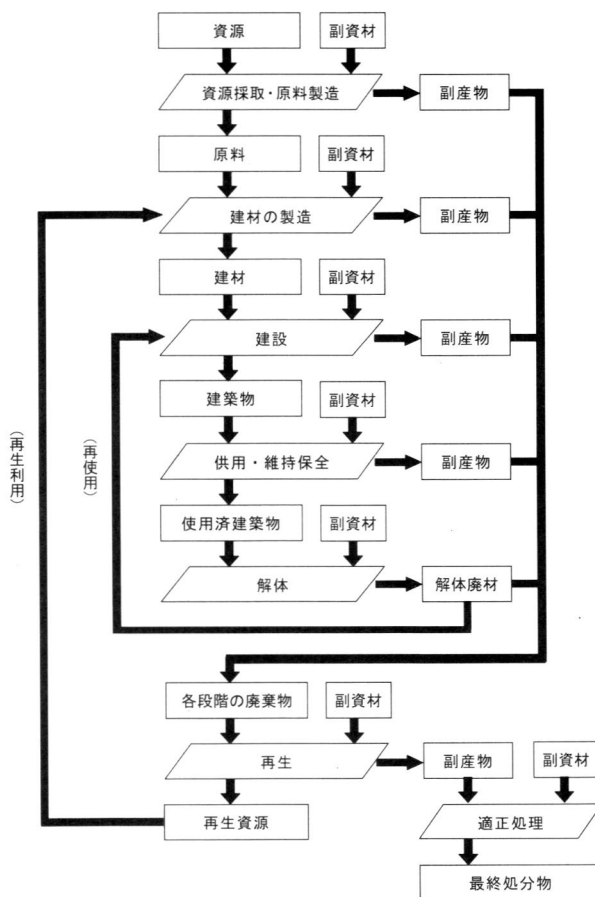 資源
副資材
資源採取・原料製造
副産物
原料
副資材
建材の製造
副産物
建材
副資材
建設
副産物
建築物
副資材
供用・維持保全
副産物
使用済建築物
副資材
解体
解体廃材
(再生利用)
(再使用)
各段階の廃棄物
副資材
再生
副産物
副資材
再生資源
適正処理
最終処分物